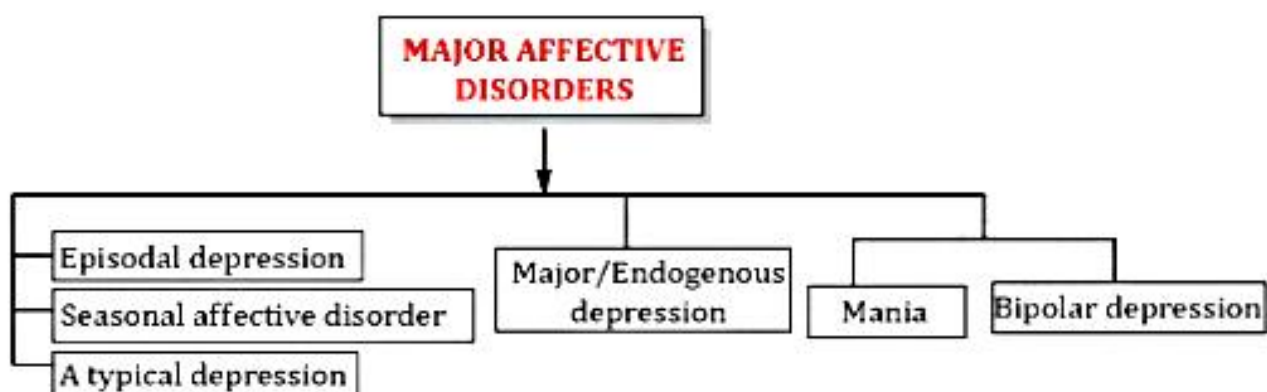 MAJOR AFFECTIVE
DISORDERS
Episodal depression
Seasonal affective disorder
A typical depression
Major/Endogenous
depression
Mania
Bipolar depression